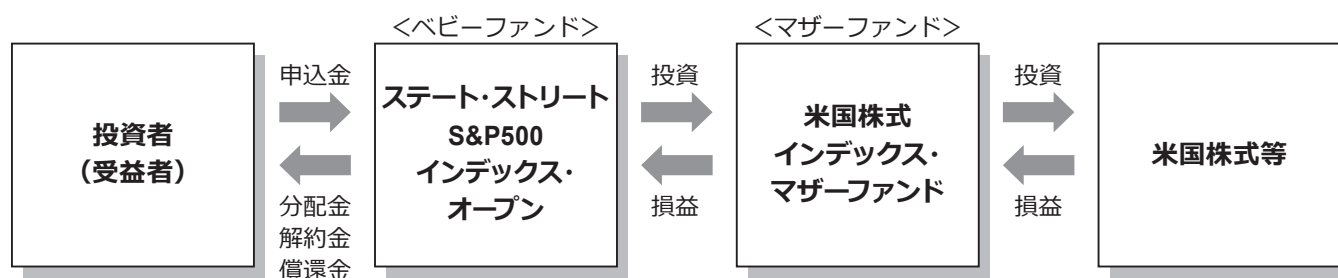 <ベビーファンド>
<マザーファンド>
投資者
(受益者)
申込金
分配金
解約金
償還金
ステート・ストリート
S&P500
インデックス・
オープン
投資
損益
米国株式
インデックス・
マザーファンド
投資
損益
米国株式等